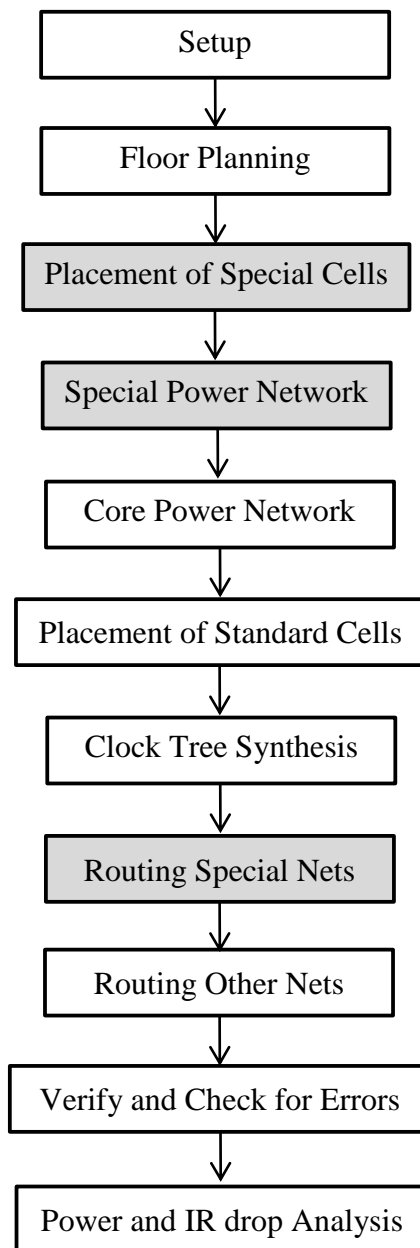 Setup
Floor Planning
Placement of Special Cells
Special Power Network
Core Power Network
Placement of Standard Cells
Clock Tree Synthesis
Routing Special Nets
Routing Other Nets
Verify and Check for Errors
Power and IR drop Analysis